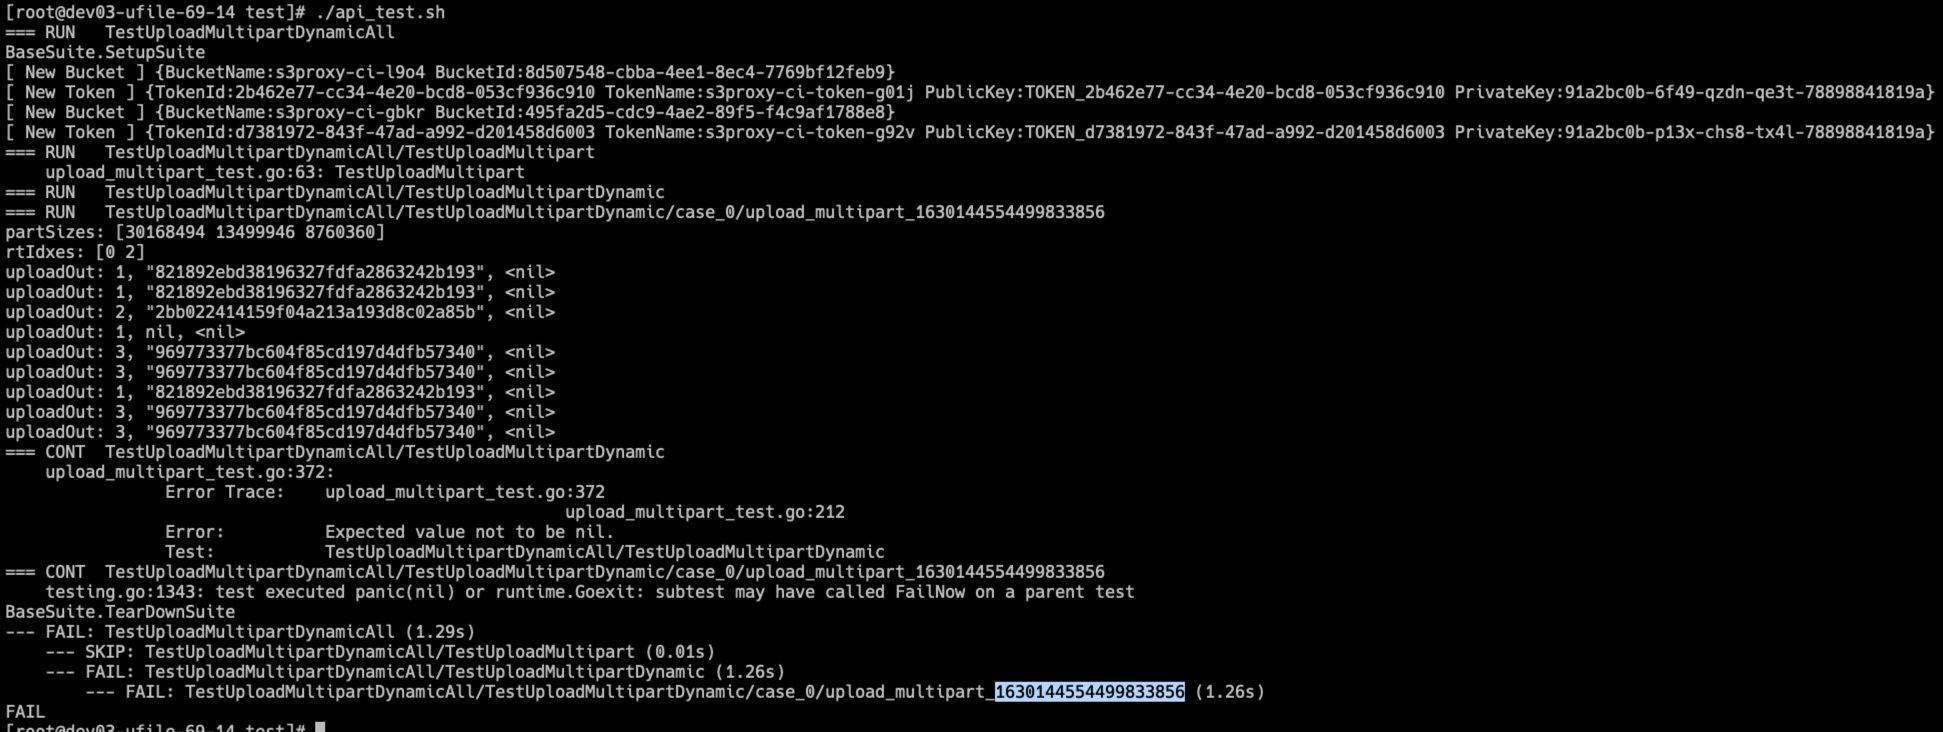 [root@dev03-ufile-69-14 test]# ./api_test.sh
=== RUN   TestUploadMultipartDynamicAll
BaseSuite.SetupSuite
[ New Bucket ] {BucketName:s3proxy-ci-l9o4 BucketId:8d507548-cbba-4ee1-8ec4-7769bf12feb9}
[ New Token ] {TokenId:2b462e77-cc34-4e20-bcd8-053cf936c910 TokenName:s3proxy-ci-token-g01j PublicKey:TOKEN_2b462e77-cc34-4e20-bcd8-053cf936c910 PrivateKey:91a2bc0b-6f49-qzdn-qe3t-78898841819a}
[ New Bucket ] {BucketName:s3proxy-ci-gbkr BucketId:495fa2d5-cdc9-4ae2-89f5-f4c9af1788e8}
[ New Token ] {TokenId:d7381972-843f-47ad-a992-d201458d6003 TokenName:s3proxy-ci-token-g92v PublicKey:TOKEN_d7381972-843f-47ad-a992-d201458d6003 PrivateKey:91a2bc0b-p13x-chs8-tx4l-78898841819a}
=== RUN   TestUploadMultipartDynamicAll/TestUploadMultipart
    upload_multipart_test.go:63: TestUploadMultipart
=== RUN   TestUploadMultipartDynamicAll/TestUploadMultipartDynamic
=== RUN   TestUploadMultipartDynamicAll/TestUploadMultipartDynamic/case_0/upload_multipart_1630144554499833856
partSizes: [30168494 13499946 8760360]
rtIdxes: [0 2]
uploadOut: 1, "821892ebd38196327fdfa2863242b193", <nil>
uploadOut: 1, "821892ebd38196327fdfa2863242b193", <nil>
uploadOut: 2, "2bb022414159f04a213a193d8c02a85b", <nil>
uploadOut: 1, nil, <nil>
uploadOut: 3, "969773377bc604f85cd197d4dfb57340", <nil>
uploadOut: 3, "969773377bc604f85cd197d4dfb57340", <nil>
uploadOut: 1, "821892ebd38196327fdfa2863242b193", <nil>
uploadOut: 3, "969773377bc604f85cd197d4dfb57340", <nil>
uploadOut: 3, "969773377bc604f85cd197d4dfb57340", <nil>
=== CONT  TestUploadMultipartDynamicAll/TestUploadMultipartDynamic
    upload_multipart_test.go:372:
                Error Trace:    upload_multipart_test.go:372
                                                        upload_multipart_test.go:212
                Error:          Expected value not to be nil.
                Test:           TestUploadMultipartDynamicAll/TestUploadMultipartDynamic
=== CONT  TestUploadMultipartDynamicAll/TestUploadMultipartDynamic/case_0/upload_multipart_1630144554499833856
    testing.go:1343: test executed panic(nil) or runtime.Goexit: subtest may have called FailNow on a parent test
BaseSuite.TearDownSuite
--- FAIL: TestUploadMultipartDynamicAll (1.29s)
    --- SKIP: TestUploadMultipartDynamicAll/TestUploadMultipart (0.01s)
    --- FAIL: TestUploadMultipartDynamicAll/TestUploadMultipartDynamic (1.26s)
        --- FAIL: TestUploadMultipartDynamicAll/TestUploadMultipartDynamic/case_0/upload_multipart_1630144554499833856 (1.26s)
FAIL
[root@dev03-ufile-69-14 test]#